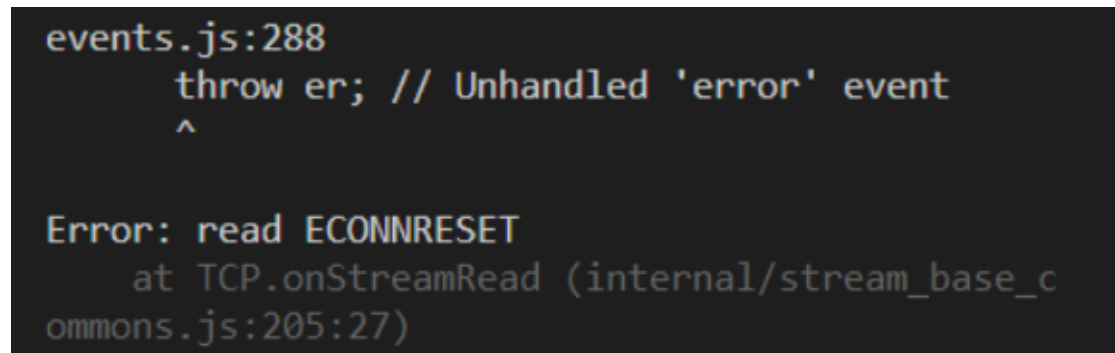 events.js:288
throw er; // Unhandled 'error' event
^
Error: read ECONNRESET
at TCP.onStreamRead (internal/stream_base_c
ommons.js:205:27)